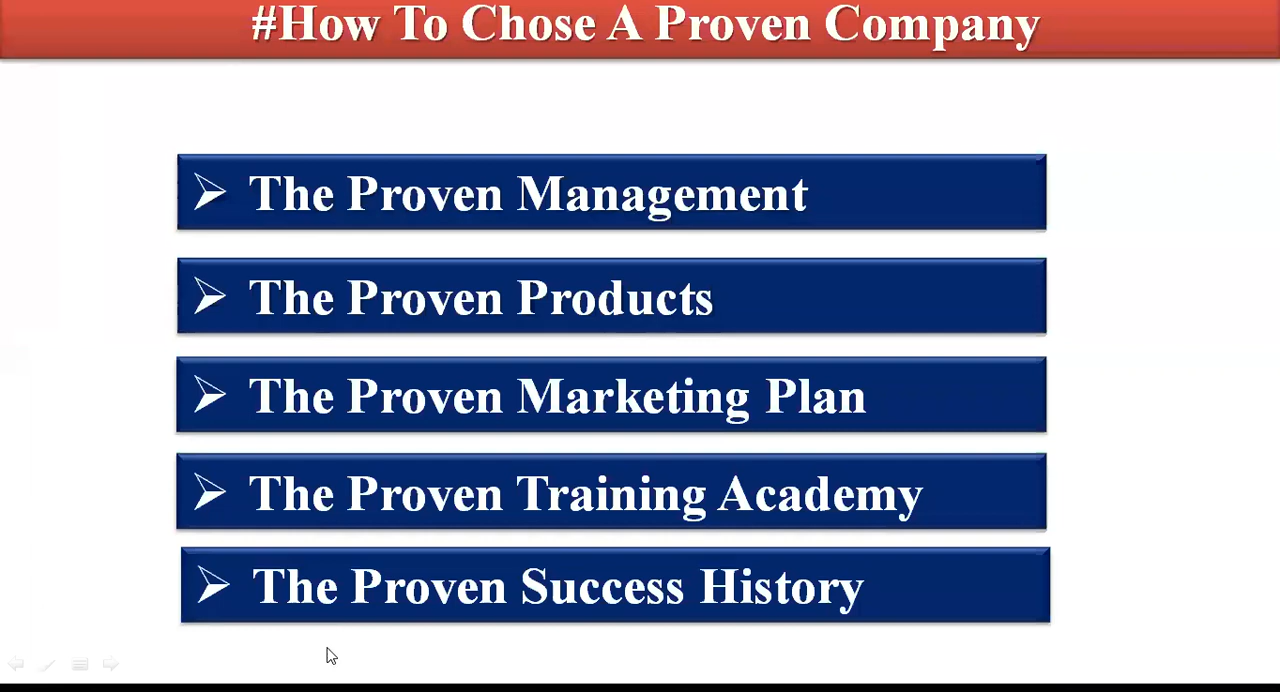 #How To Chose A Proven Company
The Proven Management
The Proven Products
The Proven Marketing Plan
The Proven Training Academy
The Proven Success History